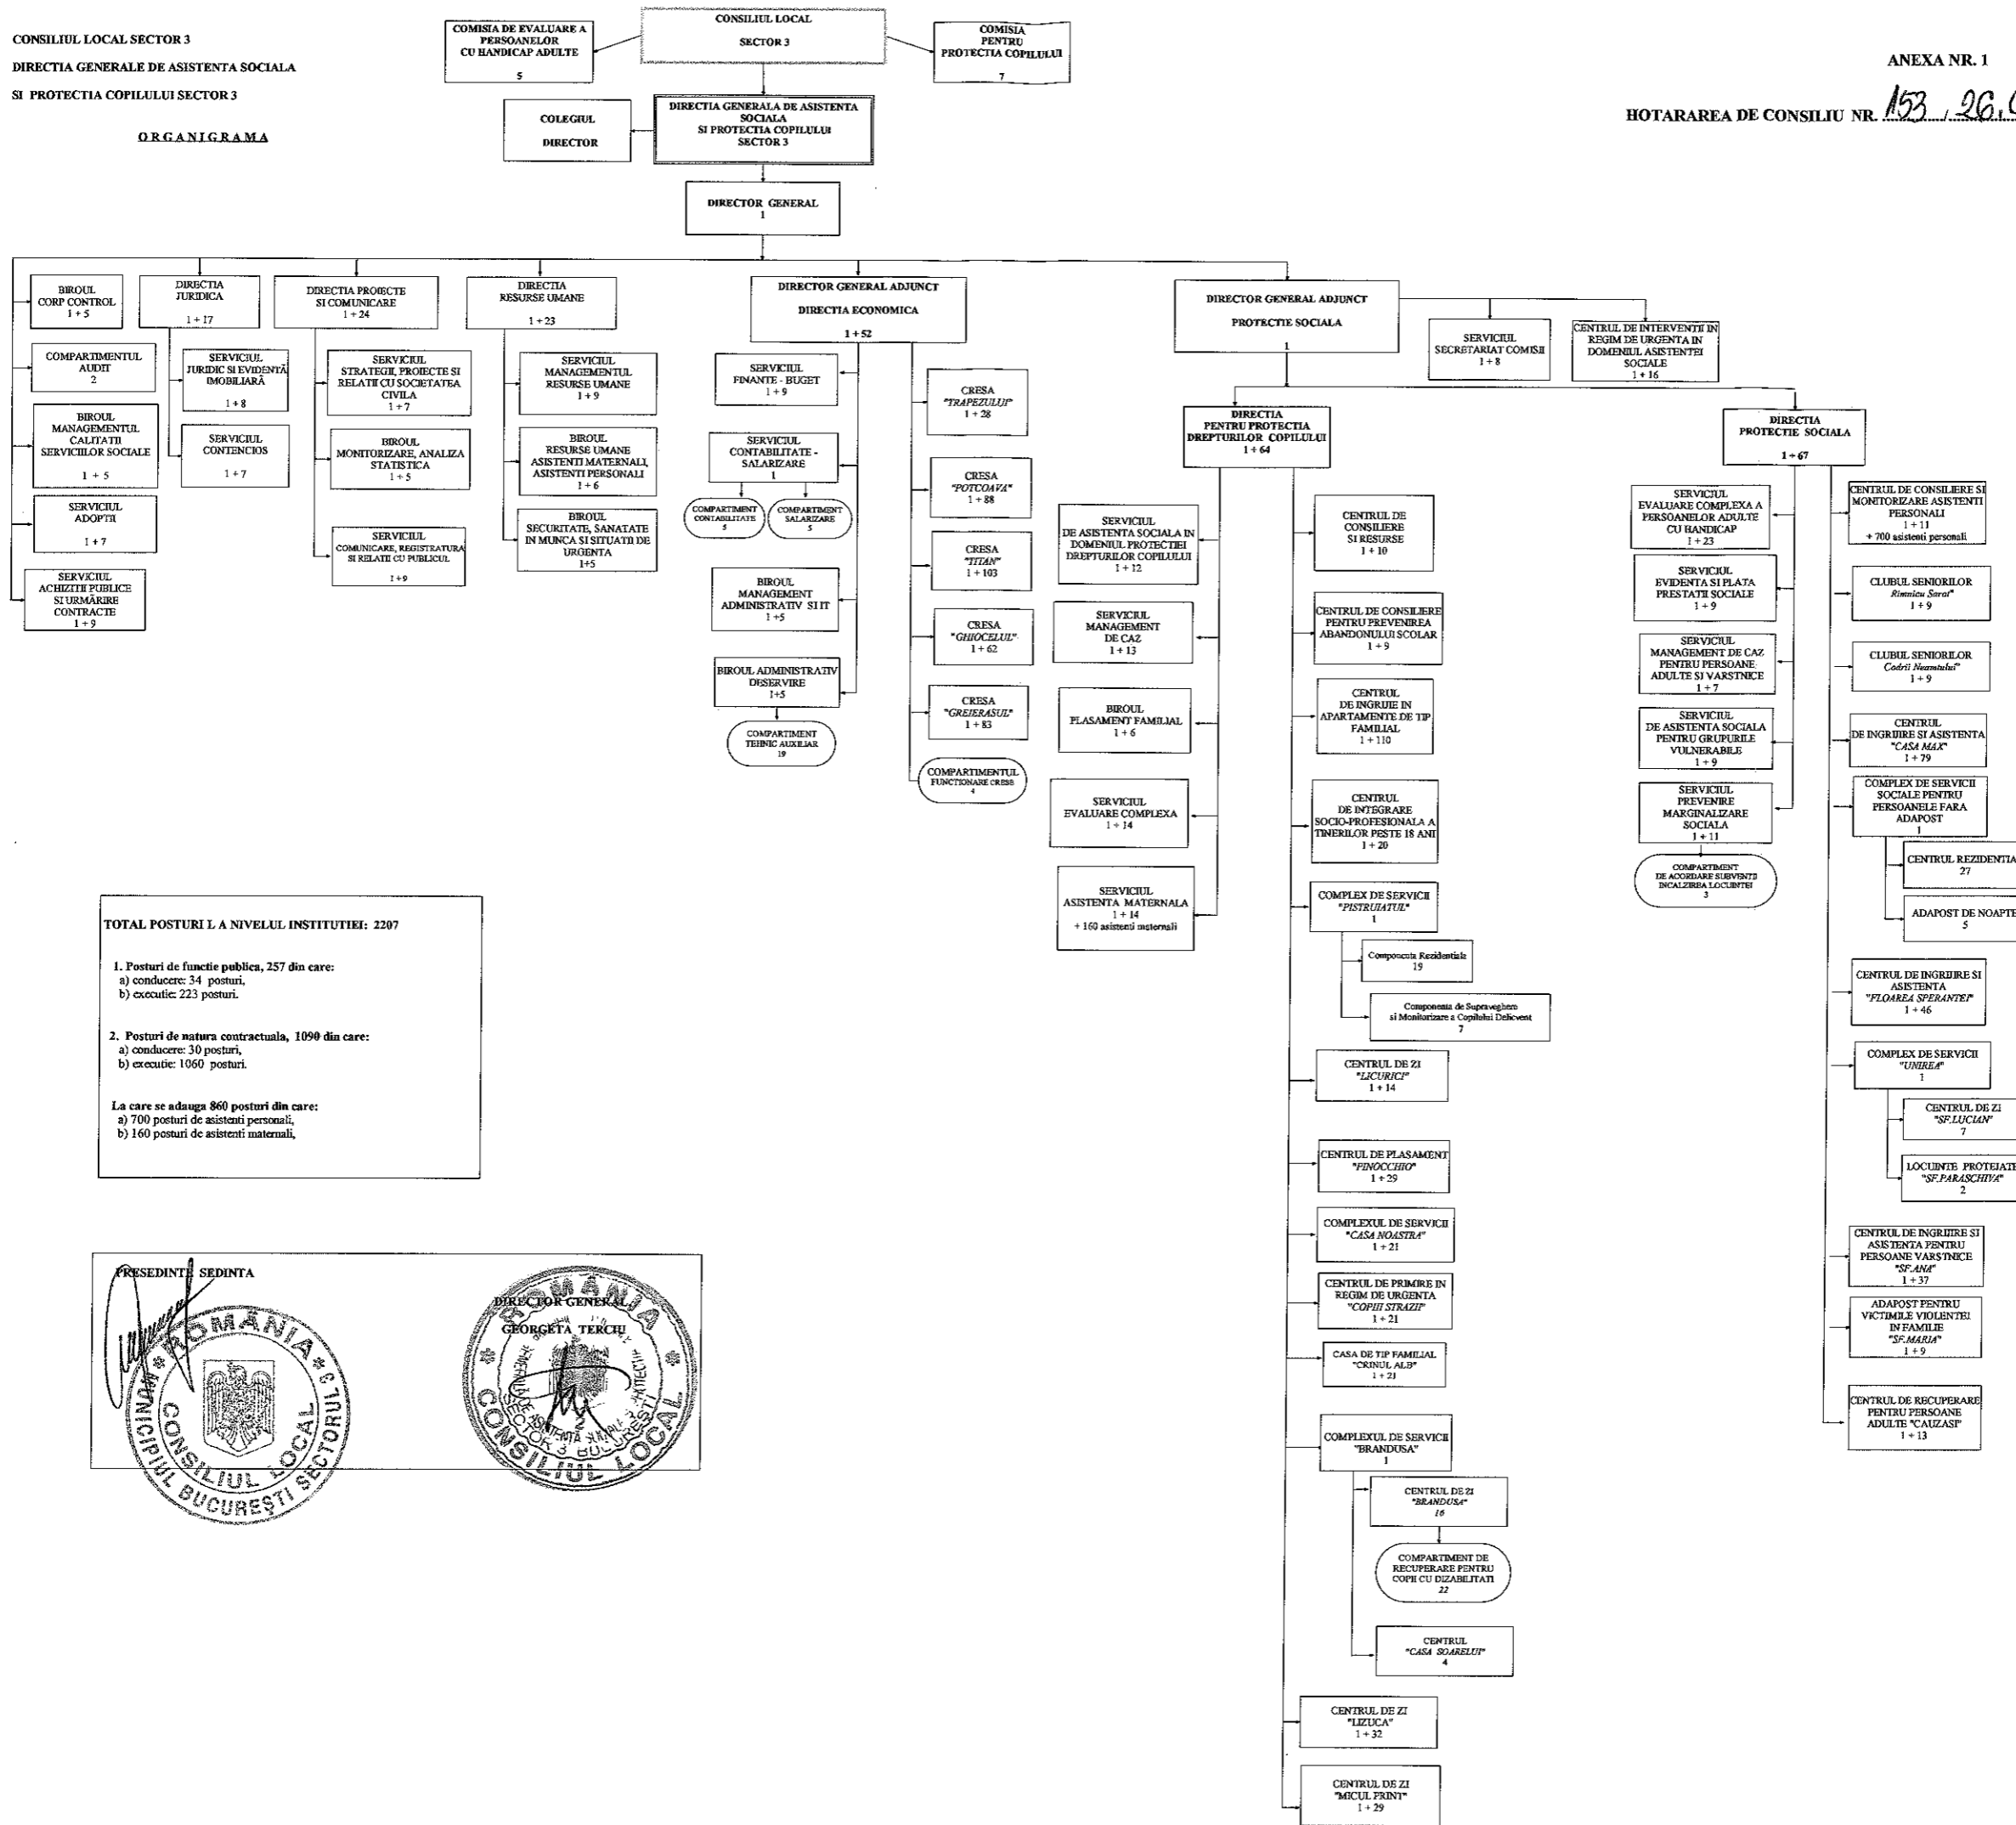 CONSILIUL LOCAL SECTOR 3
DIRECTIA GENERALE DE ASISTENTA SOCIALA
SI PROTECTIA COPILULUI SECTOR 3
ORGANIGRAMA
COMISIA DE EVALUARE A
PERSOANELOR
CU HANDICAP ADULTE
5
CONSILIUL LOCAL
SECTOR 3
COMISIA
PENTRU
PROTECTIA COPILULUI
7
ANEXA NR. 1
HOTARAREA DE CONSILIU NR. 153 / 26.
COLEGIUL
DIRECTOR
DIRECTIA GENERALA DE ASISTENTA
SOCIALA
SI PROTECTIA COPILULUI
SECTOR 3
DIRECTOR GENERAL
1
BIROUL
CORP CONTROL
1 + 5
COMPARTIMENTUL
AUDIT
2
BIROUL
MANAGEMENTUL
CALITATII
SERVICIILOR SOCIALE
1 + 5
SERVICIUL
ADOPTII
1 + 7
SERVICIUL
ACHIZITII PUBLICE
SI URMĂRIRE
CONTRACTE
1 + 9
DIRECTIA
JURIDICA
1 + 17
SERVICIUL
JURIDIC SI EVIDENTĂ
IMOBILIARĂ
1 + 8
SERVICIUL
CONTENCIOS
1 + 7
DIRECTIA PROIECTE
SI COMUNICARE
1 + 24
SERVICIUL
STRATEGII, PROIECTE SI
RELATII CU SOCIETATEA
CIVILA
1 + 7
BIROUL
MONITORIZARE, ANALIZA
STATISTICA
1 + 5
SERVICIUL
COMUNICARE, REGISTRATURA
SI RELATII CU PUBLICUL
1+9
DIRECTIA
RESURSE UMANE
1 + 23
SERVICIUL
MANAGEMENTUL
RESURSE UMANE
1 + 9
BIROUL
RESURSE UMANE
ASISTENTI MATERNALI,
ASISTENTI PERSONALI
1 + 6
BIROUL
SECURITATE, SANATATE
IN MUNCA SI SITUATII DE
URGENTA
1+5
DIRECTOR GENERAL ADJUNCT
DIRECTIA ECONOMICA
1 + 52
SERVICIUL
FINANTE - BUGET
1 + 9
SERVICIUL
CONTABILITATE -
SALARIZARE
1
COMPARTIMENT
CONTABILITATE
5
COMPARTIMENT
SALARIZARE
5
BIROUL
MANAGEMENT
ADMINISTRATIV SI IT
1 +5
BIROUL ADMINISTRATIV
DESERVIRE
1+5
COMPARTIMENT
TEHNIC AUXILIAR
19
CRESA
"TRAPEZULUI"
1 + 28
CRESA
"POTCOAVA"
1 + 88
CRESA
"TITAN"
1 + 103
CRESA
"GHIOCELUL"
1 + 62
CRESA
"GREIERASUL"
1 + 83
COMPARTIMENTUL
FUNCTIONARE CRESE
4
DIRECTOR GENERAL ADJUNCT
PROTECTIE SOCIALA
1
SERVICIUL
SECRETARIAT COMISII
1 + 8
CENTRUL DE INTERVENTII IN
REGIM DE URGENTA IN
DOMENIUL ASISTENTEI
SOCIALE
1 + 16
DIRECTIA
PENTRU PROTECTIA
DREPTURILOR COPILULUI
1 + 64
SERVICIUL
DE ASISTENTA SOCIALA IN
DOMENIUL PROTECTIEI
DREPTURILOR COPILULUI
1 + 12
SERVICIUL
MANAGEMENT
DE CAZ
1 + 13
BIROUL
PLASAMENT FAMILIAL
1 + 6
SERVICIUL
EVALUARE COMPLEXA
1 + 14
SERVICIUL
ASISTENTA MATERNALA
1 + 14
+ 160 asistenti maternali
CENTRUL DE
CONSILIERE
SI RESURSE
1 + 10
CENTRUL DE CONSILIERE
PENTRU PREVENIREA
ABANDONULUI SCOLAR
1 + 9
CENTRUL
DE INGRIJIE IN
APARTAMENTE DE TIP
FAMILIAL
1 + 110
CENTRUL
DE INTEGRARE
SOCIO-PROFESIONALA A
TINERILOR PESTE 18 ANI
1 + 20
COMPLEX DE SERVICII
"PISTRUIATUL"
1
Componenta Rezidentiala
19
Componenta de Supraveghere
si Monitorizare a Copilului Delicvent
7
CENTRUL DE ZI
"LICURICI"
1 + 14
CENTRUL DE PLASAMENT
"PINOCCHIO"
1 + 29
COMPLEXUL DE SERVICII
"CASA NOASTRA"
1 + 21
CENTRUL DE PRIMIRE IN
REGIM DE URGENTA
"COPIII STRAZII"
1 + 21
CASA DE TIP FAMILIAL
"CRINUL ALB"
1 + 21
COMPLEXUL DE SERVICII
"BRANDUSA"
1
CENTRUL DE ZI
"BRANDUSA"
16
COMPARTIMENT DE
RECUPERARE PENTRU
COPII CU DIZABILITATI
22
CENTRUL
"CASA SOARELUI"
4
CENTRUL DE ZI
"LIZUCA"
1 + 32
CENTRUL DE ZI
"MICUL PRINT"
1 + 29
DIRECTIA
PROTECTIE SOCIALA
1 + 67
SERVICIUL
EVALUARE COMPLEXA A
PERSOANELOR ADULTE
CU HANDICAP
1 + 23
SERVICIUL
EVIDENTA SI PLATA
PRESTATII SOCIALE
1 + 9
SERVICIUL
MANAGEMENT DE CAZ
PENTRU PERSOANE
ADULTE SI VARSTNICE
1 + 7
SERVICIUL
DE ASISTENTA SOCIALA
PENTRU GRUPURILE
VULNERABILE
1 + 9
SERVICIUL
PREVENIRE
MARGINALIZARE
SOCIALA
1 + 11
COMPARTIMENT
DE ACORDARE SUBVENTII
INCALZIREA LOCUINTEI
3
CENTRUL DE CONSILIERE SI
MONITORIZARE ASISTENTI
PERSONALI
1 + 11
+ 700 asistenti personali
CLUBUL SENIORILOR
Rimnicu Sarat"
1 + 9
CLUBUL SENIORILOR
Codrii Neamtului"
1 + 9
CENTRUL
DE INGRIJIRE SI ASISTENTA
"CASA MAX"
1 + 79
COMPLEX DE SERVICII
SOCIALE PENTRU
PERSOANELE FARA
ADAPOST
1
CENTRUL REZIDENTIA
27
ADAPOST DE NOAPTE
5
CENTRUL DE INGRIJIRE SI
ASISTENTA
"FLOAREA SPERANTEI"
1 + 46
COMPLEX DE SERVICII
"UNIREA"
1
CENTRUL DE ZI
"SF.LUCIAN"
7
LOCUINTE PROTEJATE
"SF.PARASCHIVA"
2
CENTRUL DE INGRIJIRE SI
ASISTENTA PENTRU
PERSOANE VARSTNICE
"SF.ANA"
1 + 37
ADAPOST PENTRU
VICTIMILE VIOLENTEI
IN FAMILIE
"SF.MARIA"
1 + 9
CENTRUL DE RECUPERARE
PENTRU PERSOANE
ADULTE "CAUZASI"
1 + 13
TOTAL POSTURI L A NIVELUL INSTITUTIEI: 2207
1. Posturi de functie publica, 257 din care:
a) conducere: 34 posturi,
b) executie: 223 posturi.
2. Posturi de natura contractuala, 1090 din care:
a) conducere: 30 posturi,
b) executie: 1060 posturi.
La care se adauga 860 posturi din care:
a) 700 posturi de asistenti personali,
b) 160 posturi de asistenti maternali,
PRESEDINTE SEDINTA
ROMÂNIA
MUNICIPIUL BUCUREȘTI SECTORUL 3
CONSILIUL LOCAL
DIRECTOR GENERAL,
GEORGETA TERCIU
ROMÂNIA
CONSILIUL LOCAL
SECTOR 3 BUCUREȘTI